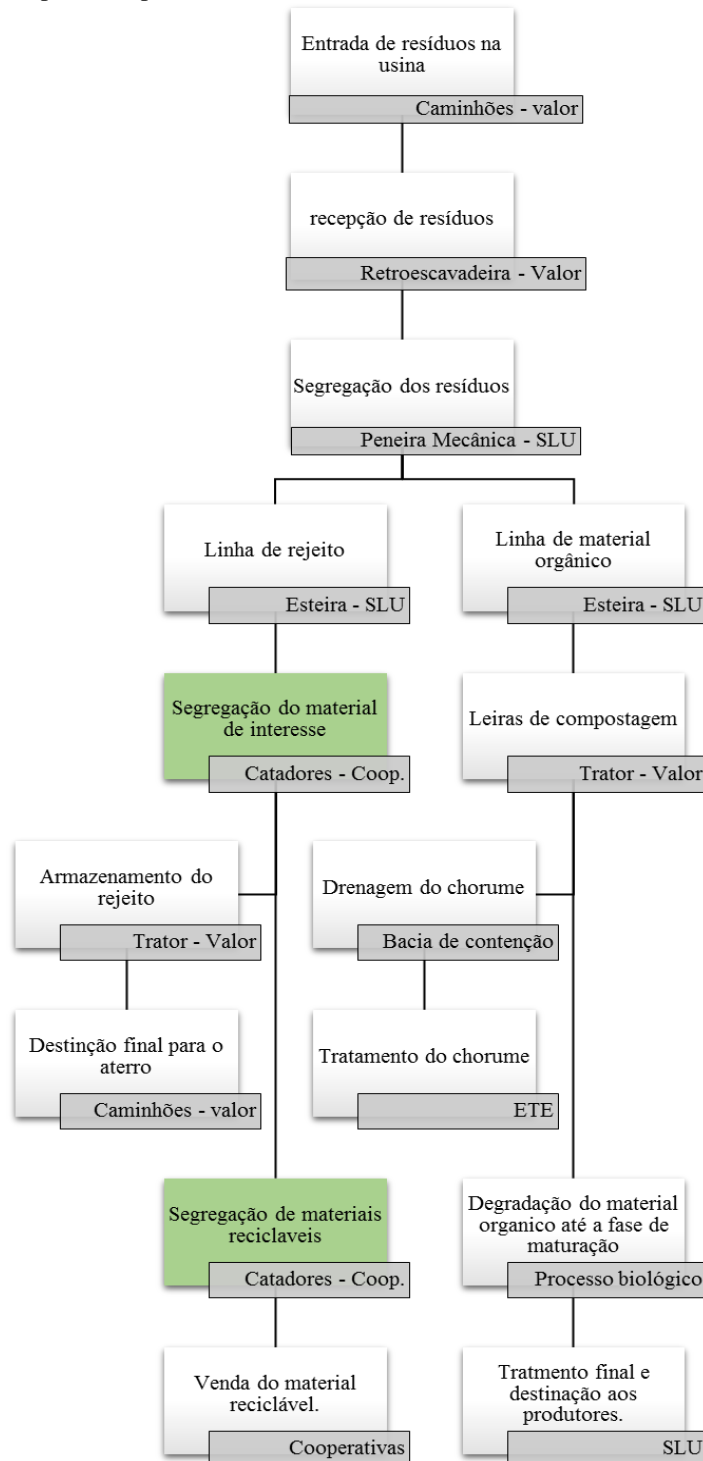 Entrada de resíduos na
usina
Caminhões - valor
recepção de resíduos
Retroescavadeira - Valor
Segregação dos resíduos
Peneira Mecânica - SLU
Linha de rejeito
Esteira - SLU
Linha de material
orgânico
Esteira - SLU
Segregação do material
de interesse
Catadores - Coop.
Leiras de compostagem
Trator - Valor
Armazenamento do
rejeito
Trator - Valor
Drenagem do chorume
Bacia de contenção
Destinção final para o
aterro
Caminhões - valor
Tratamento do chorume
ETE
Segregação de materiais
reciclaveis
Catadores - Coop.
Degradação do material
organico até a fase de
maturação
Processo biológico
Venda do material
reciclável.
Cooperativas
Tratmento final e
destinação aos
produtores.
SLU